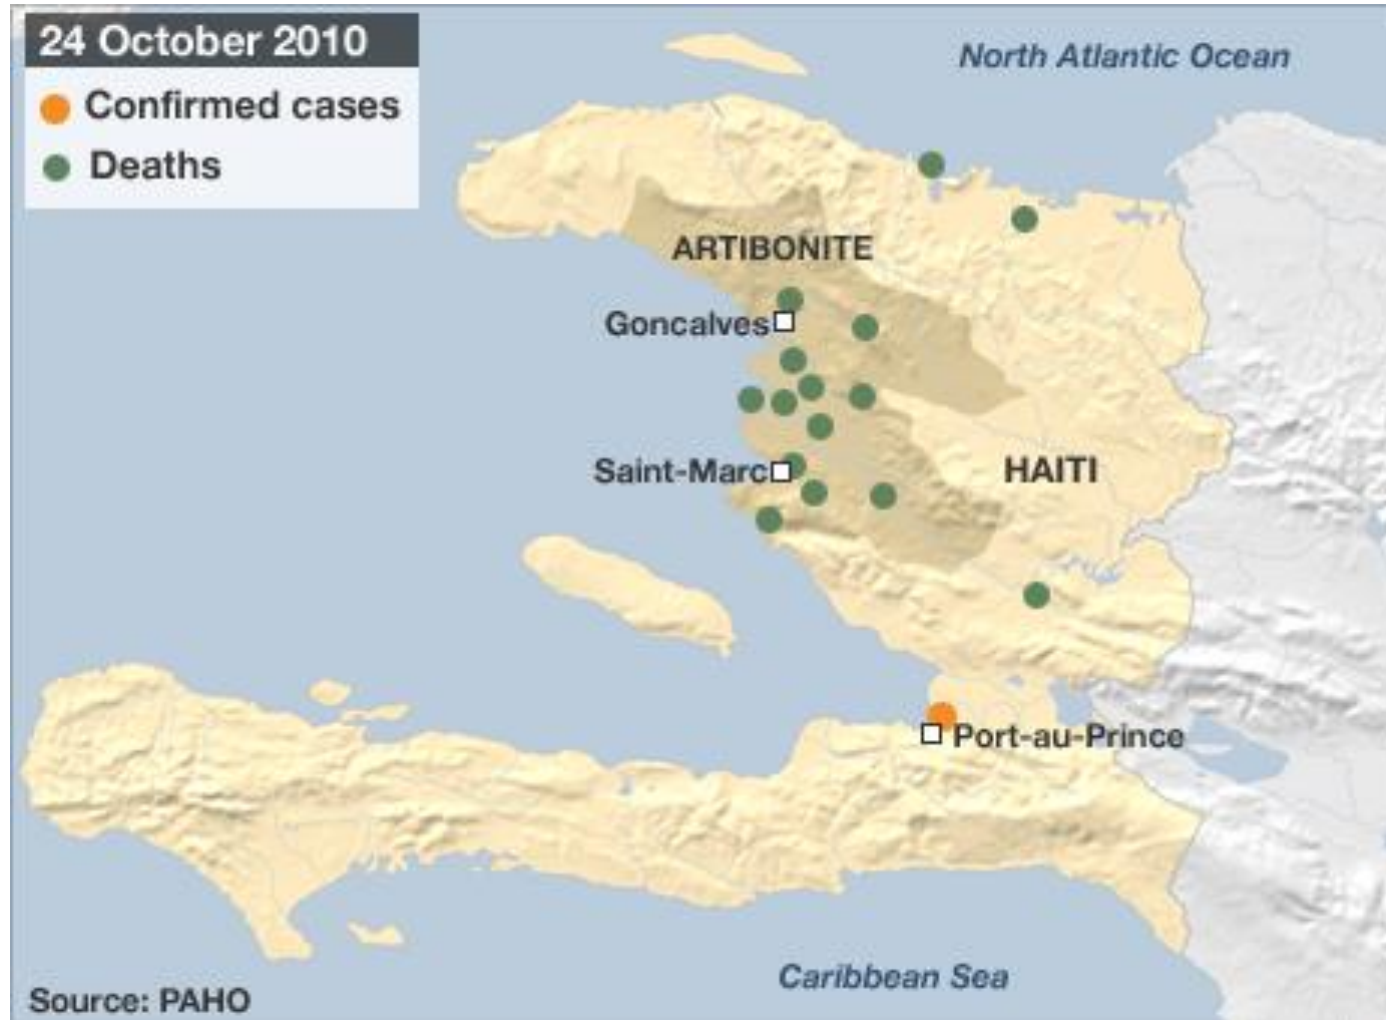 24 October 2010
Confirmed cases
Deaths
North Atlantic Ocean
ARTIBONITE
Goncalves
Saint-Marc
HAITI
Port-au-Prince
Caribbean Sea
Source: PAHO